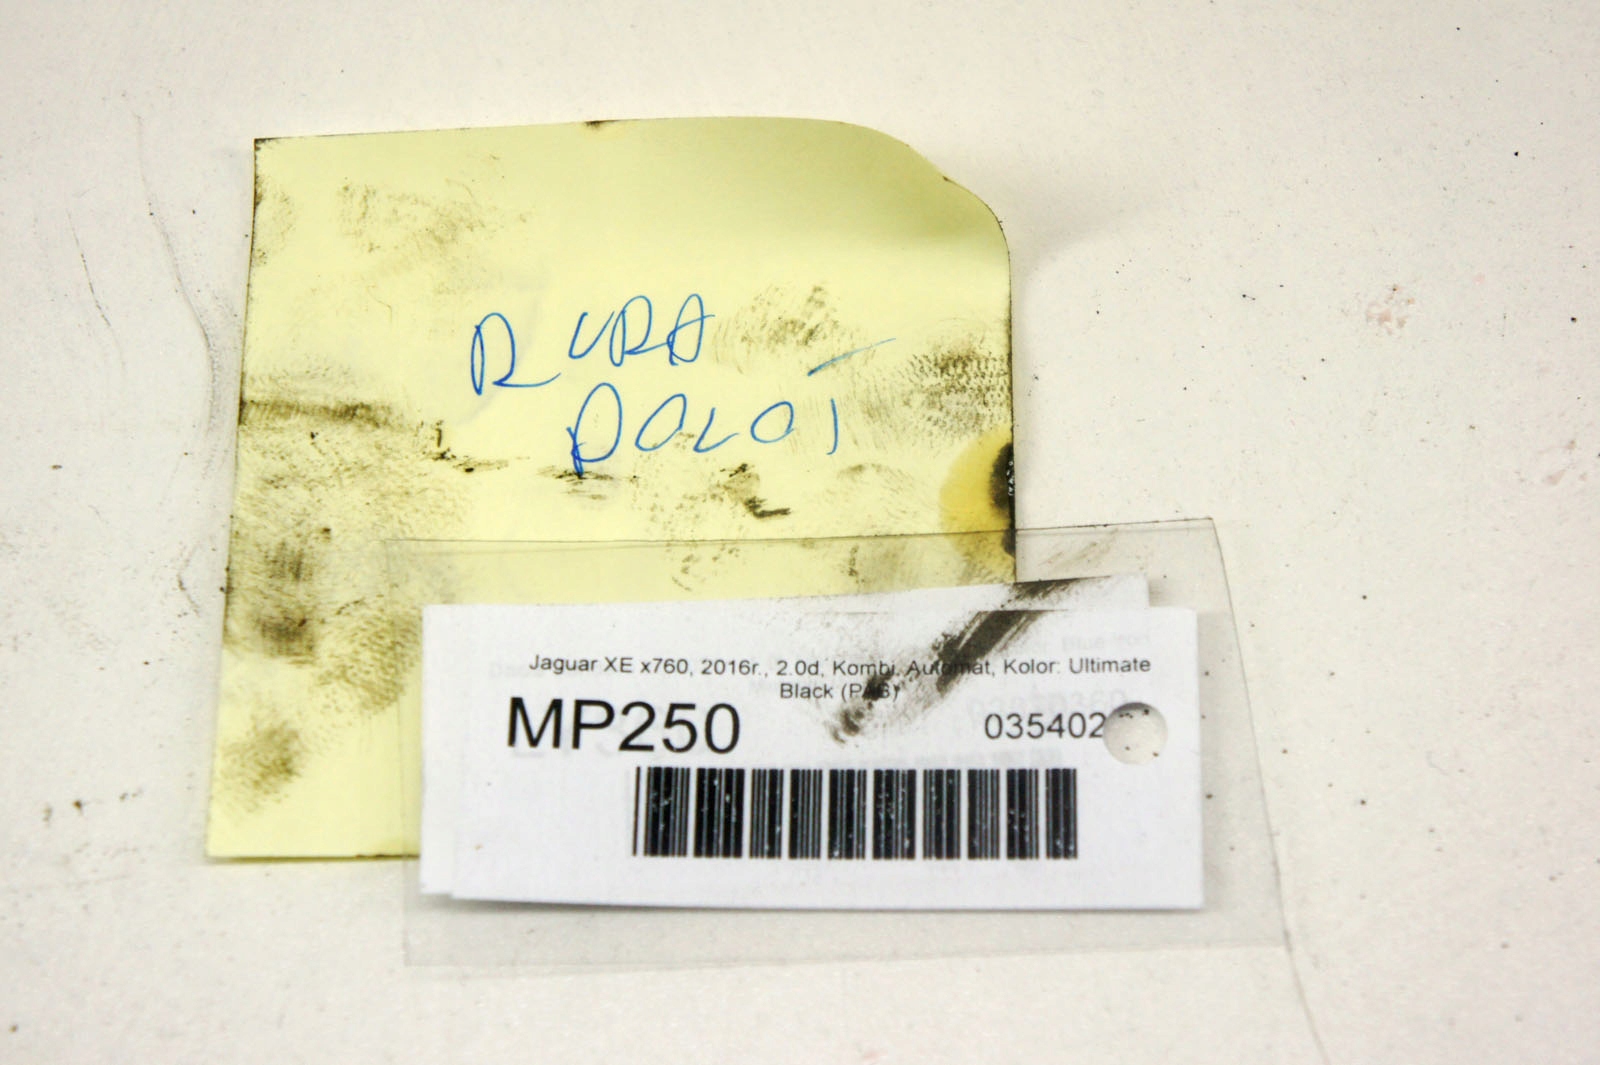 RURA
DOLOT
Jaguar XE x760, 2016r., 2.0d, Kombi, Automat, Kolor: Ultimate
Black
MP250
035402